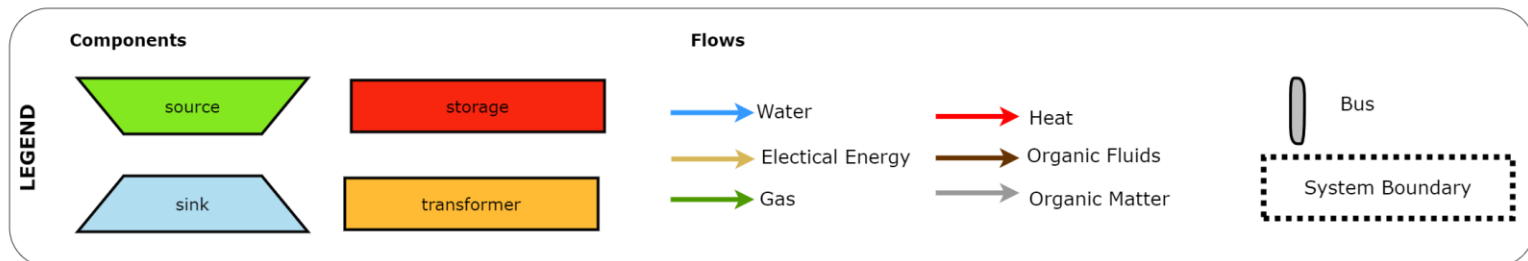 LEGEND
Components
source
storage
sink
transformer
Flows
Water
Electical Energy
Gas
Heat
Organic Fluids
Organic Matter
Bus
System Boundary